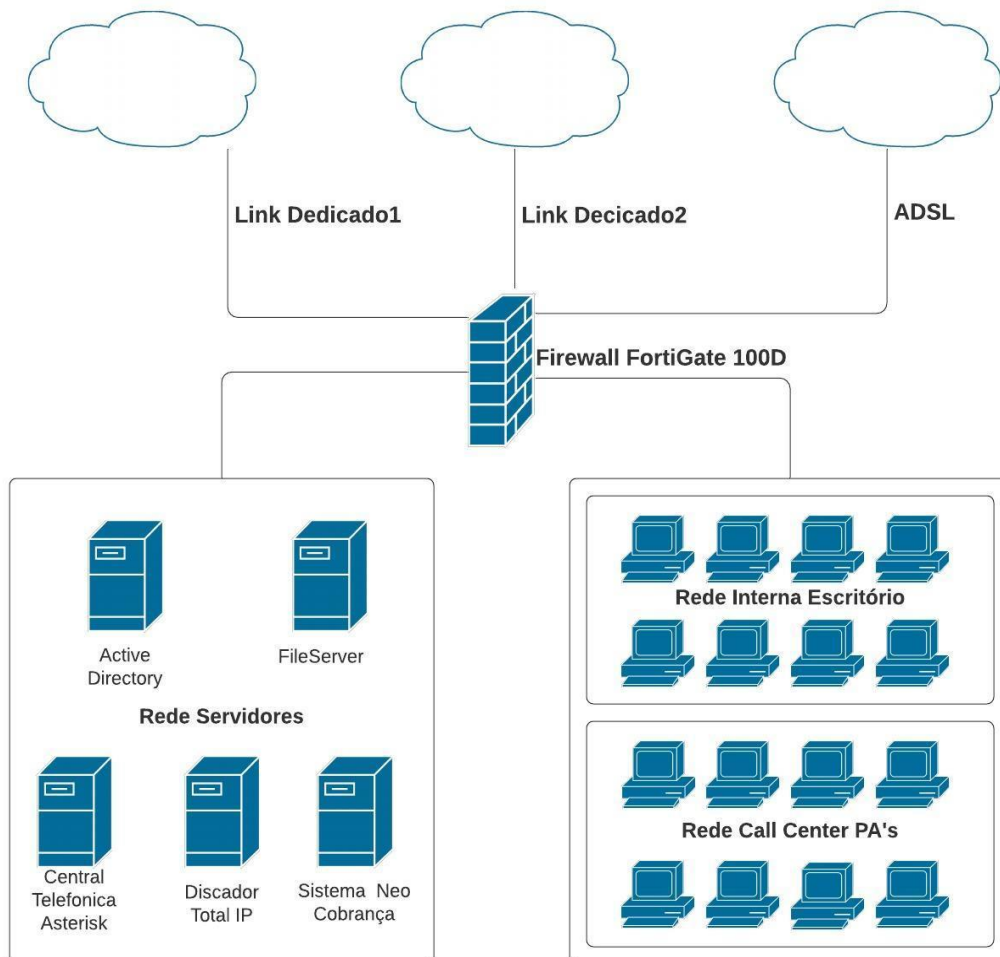 Link Dedicado1
Link Decicado2
ADSL
Firewall FortiGate 100D
Active
Directory
FileServer
Rede Servidores
Central
Telefonica
Asterisk
Discador
Total IP
Sistema Neo
Cobrança
Rede Interna Escritório
Rede Call Center PA's